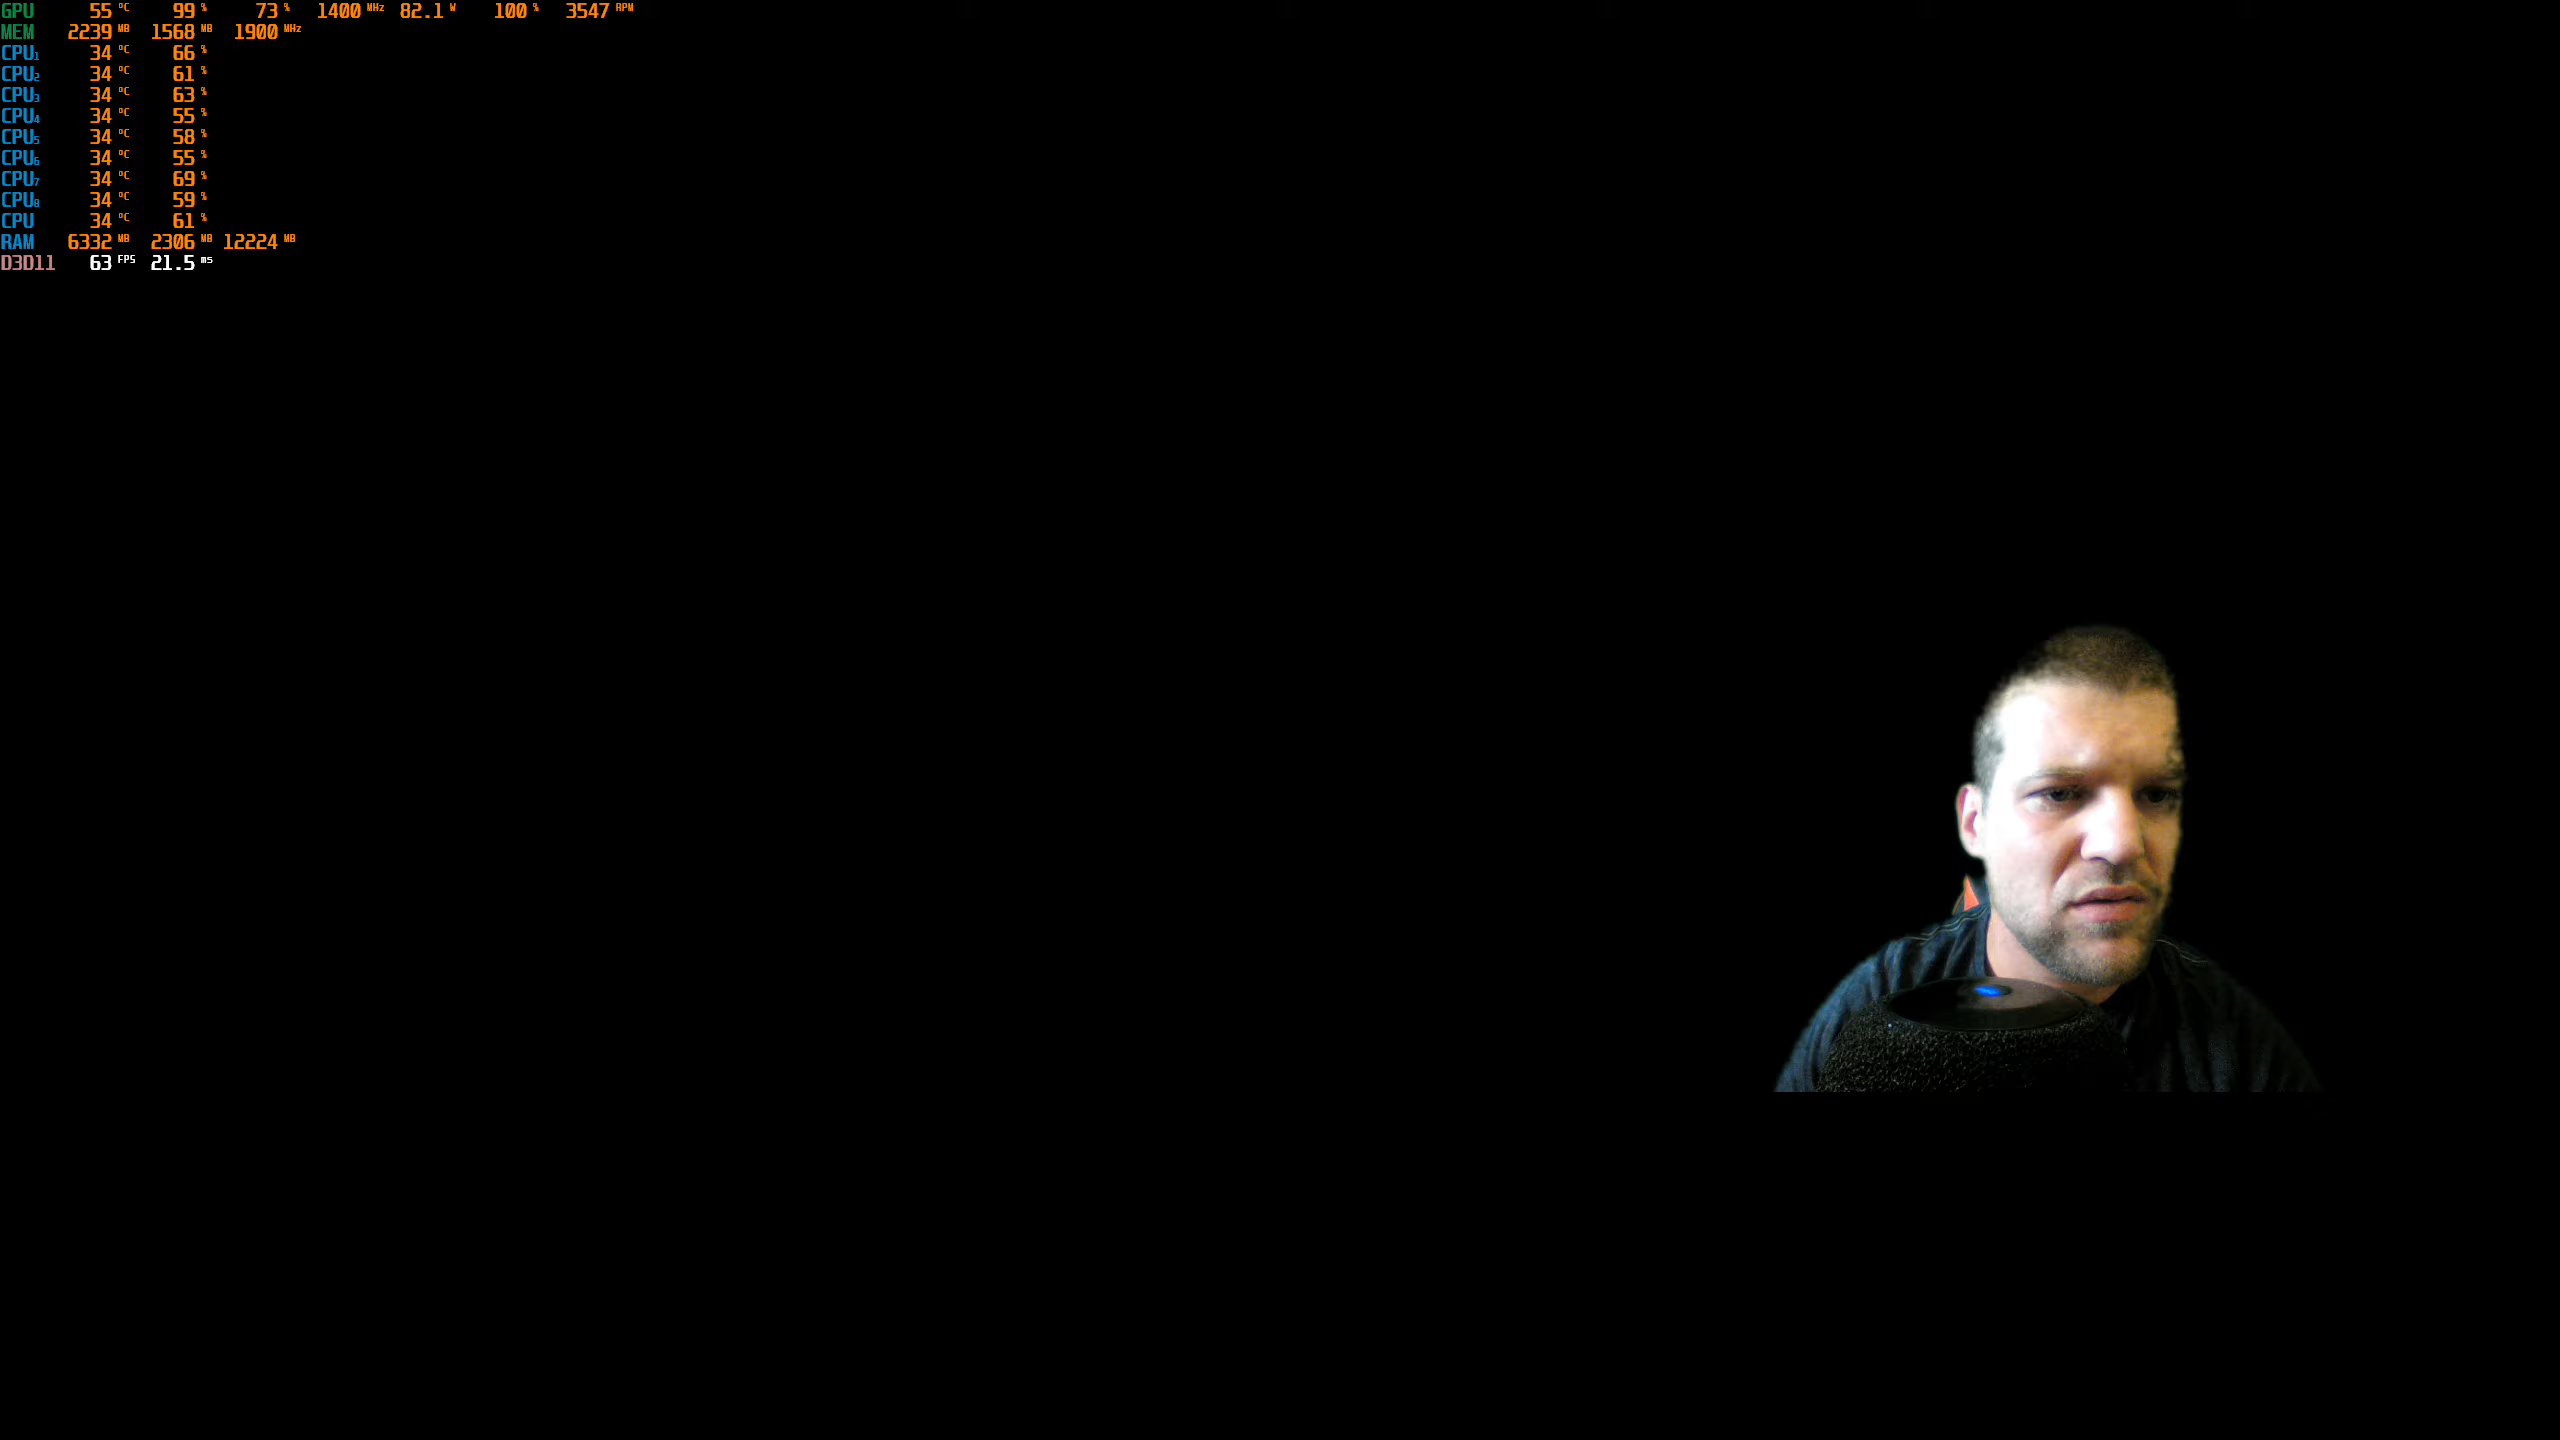 GPU 55 °C 99 % 73 % 1400 MHz 82.1 W 100 % 3547 RPM
MEM 2239 MB 1568 MB 1900 MHz
CPU1 34 °C 66 %
CPU2 34 °C 61 %
CPU3 34 °C 63 %
CPU4 34 °C 55 %
CPU5 34 °C 58 %
CPU6 34 °C 55 %
CPU7 34 °C 69 %
CPU8 34 °C 59 %
CPU 34 °C 61 %
RAM 6332 MB 2306 MB 12224 MB
D3D11 63 FPS 21.5 ms